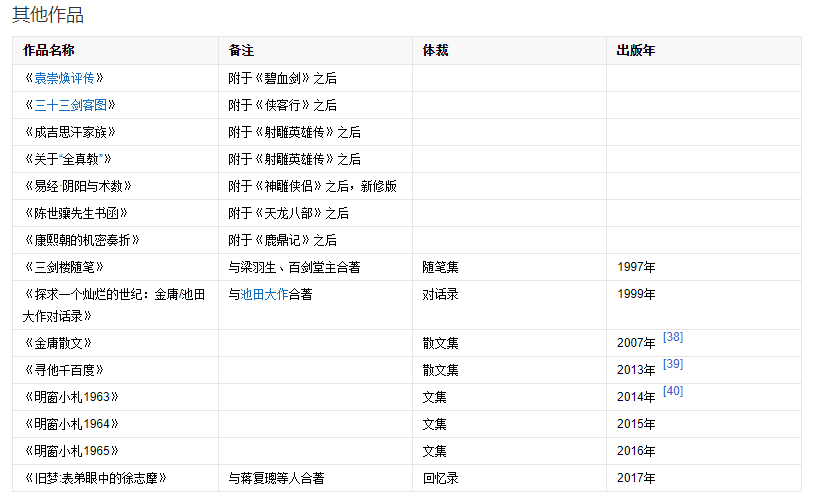 其他作品
作品名称 备注 体裁 出版年
《袁崇焕评传》 附于《碧血剑》之后
《三十三剑客图》 附于《侠客行》之后
《成吉思汗家族》 附于《射雕英雄传》之后
《关于“全真教”》 附于《射雕英雄传》之后
《易经·阴阳与术数》 附于《神雕侠侣》之后，新修版
《陈世骧先生书函》 附于《天龙八部》之后
《康熙朝的机密奏折》 附于《鹿鼎记》之后
《三剑楼随笔》 与梁羽生、百剑堂主合著 随笔集 1997年
《探求一个灿烂的世纪：金庸/池田 与池田大作合著 对话录 1999年
大作对话录》
《金庸散文》 散文集 2007年 [38]
《寻他千百度》 散文集 2013年 [39]
《明窗小札1963》 文集 2014年 [40]
《明窗小札1964》 文集 2015年
《明窗小札1965》 文集 2016年
《旧梦:表弟眼中的徐志摩》 与蒋复璁等人合著 回忆录 2017年